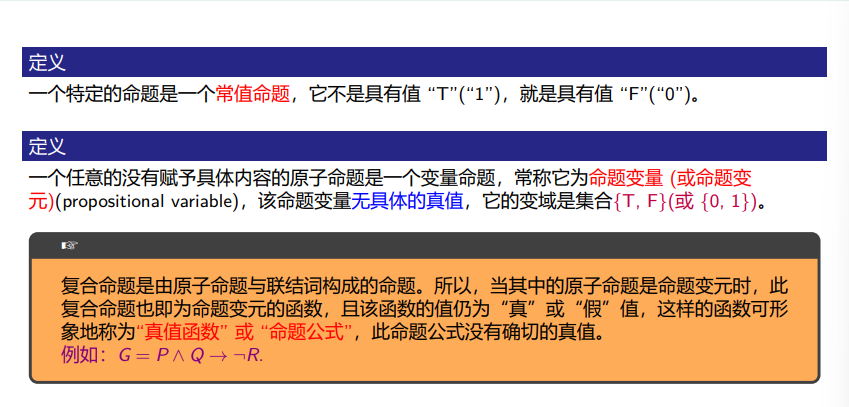 定义
一个特定的命题是一个常值命题，它不是具有值 “T”(“1”)，就是具有值 “F”(“0”)。
定义
一个任意的没有赋予具体内容的原子命题是一个变量命题，常称它为命题变量 (或命题变
元)(propositional variable)，该命题变量无具体的真值，它的变域是集合{T, F}(或 {0, 1})。
☞
复合命题是由原子命题与联结词构成的命题。所以，当其中的原子命题是命题变元时，此
复合命题也即为命题变元的函数，且该函数的值仍为“真”或“假”值，这样的函数可形
象地称为“真值函数” 或 “命题公式”，此命题公式没有确切的真值。
例如：G = P ∧ Q → ¬R.